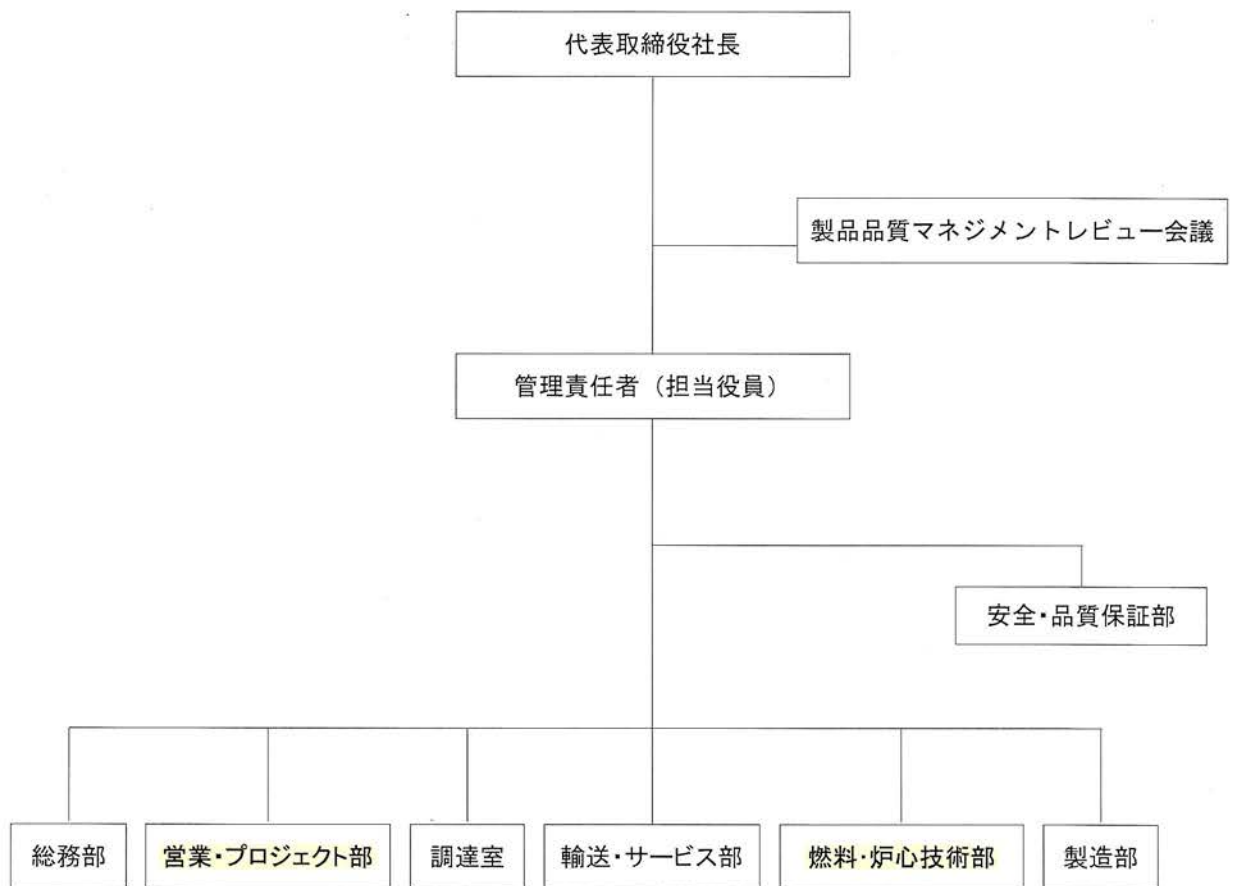 代表取締役社長
製品品質マネジメントレビュー会議
管理責任者（担当役員）
安全・品質保証部
総務部
営業・プロジェクト部
調達室
輸送・サービス部
燃料・炉心技術部
製造部